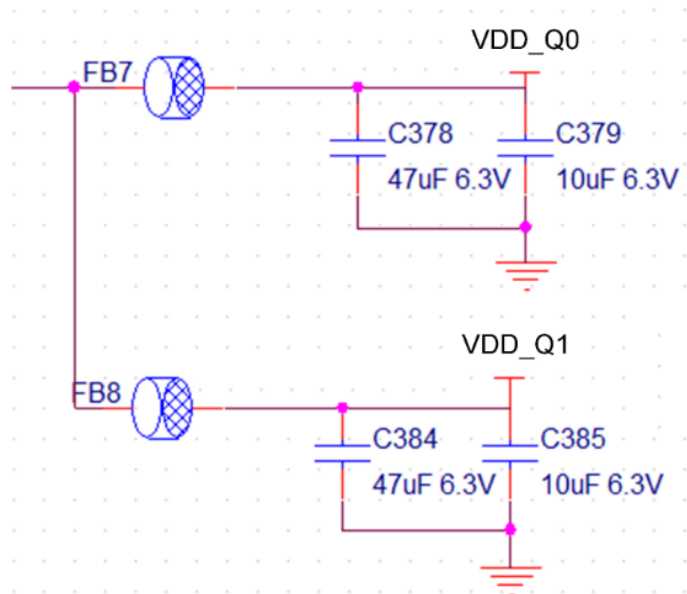 VDD_Q0
FB7
C378
C379
47uF 6.3V
10uF 6.3V
VDD_Q1
FB8
C384
C385
47uF 6.3V
10uF 6.3V